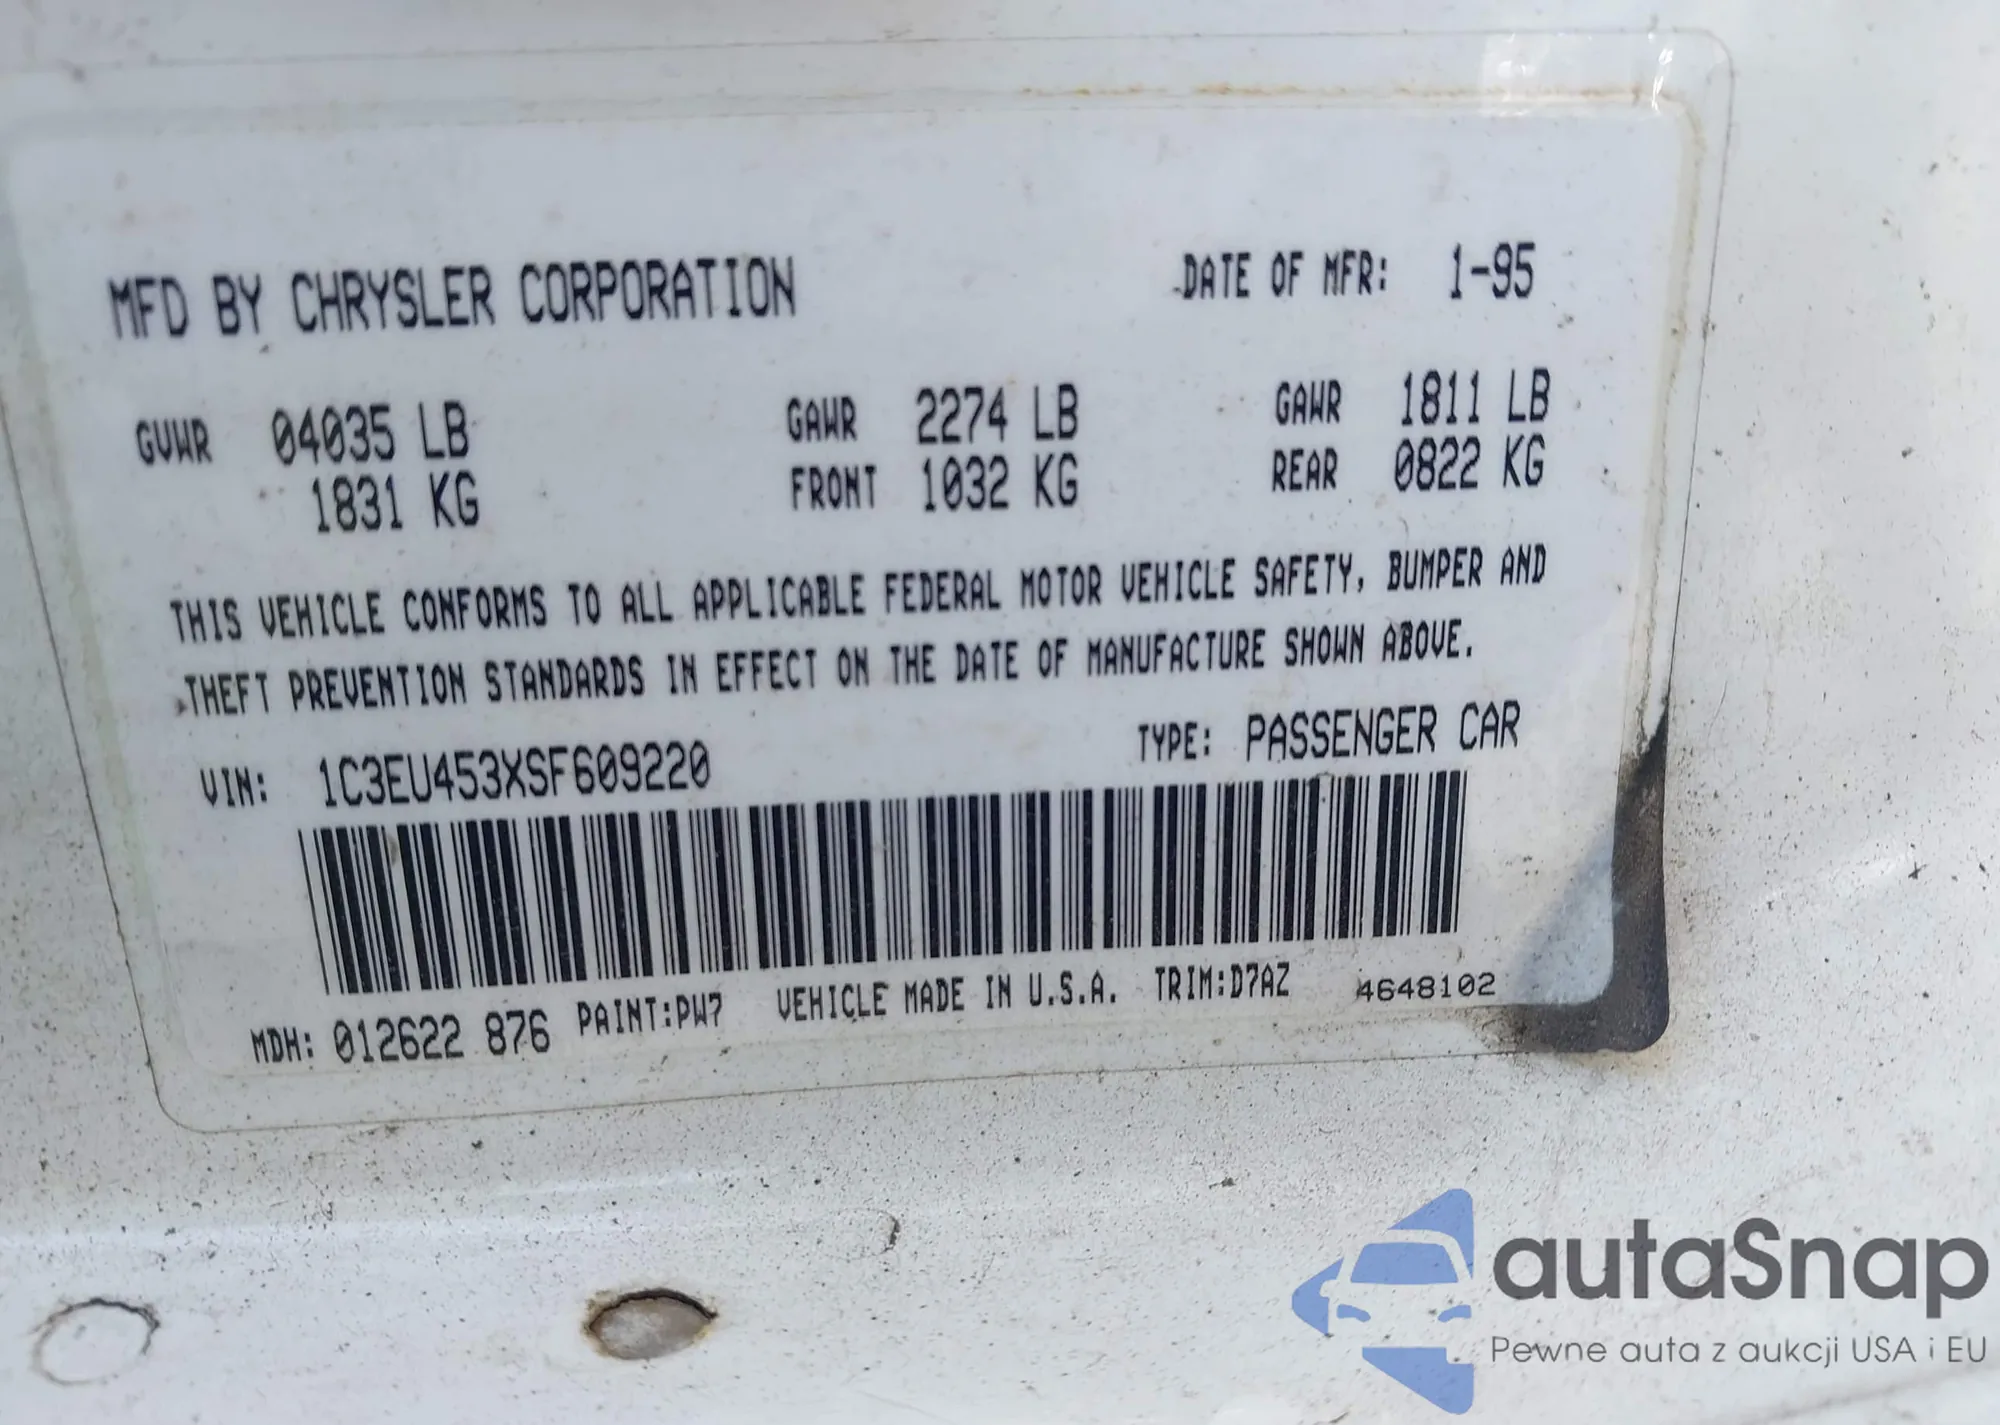 MFD BY CHRYSLER CORPORATION DATE OF MFR: 1-95
GVWR 04035 LB GAWR 2274 LB GAWR 1811 LB
1831 KG FRONT 1032 KG REAR 0822 KG
THIS VEHICLE CONFORMS TO ALL APPLICABLE FEDERAL MOTOR VEHICLE SAFETY, BUMPER AND
THEFT PREVENTION STANDARDS IN EFFECT ON THE DATE OF MANUFACTURE SHOWN ABOVE.
VIN: 1C3EU453XSF609220 TYPE: PASSENGER CAR
MDH: 012622 876 PAINT:PW7 VEHICLE MADE IN U.S.A. TRIM:D7AZ 4648102
autaSnap
Pewne auta z aukcji USA i EU